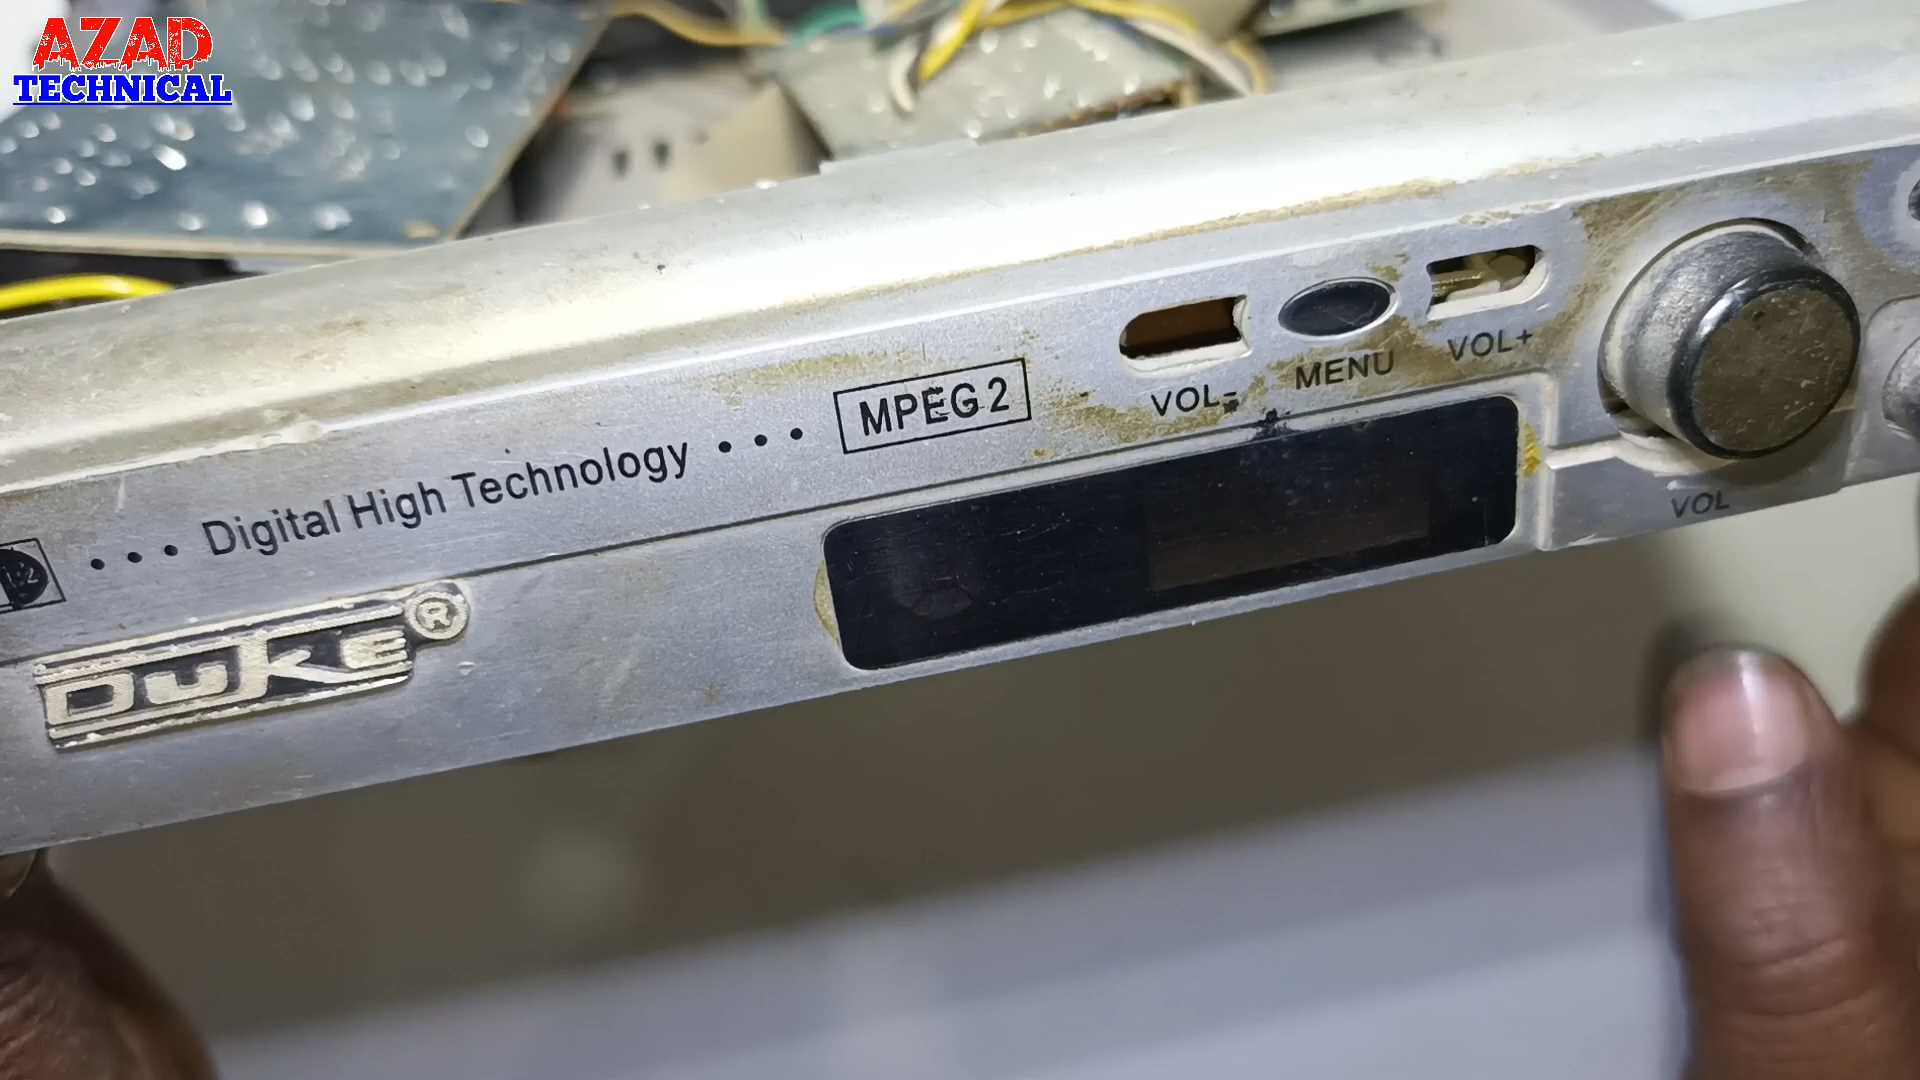 AZAD
TECHNICAL
VOL-
MENU
VOL+
VOL
Digital High Technology
MPEG 2
DUKE®